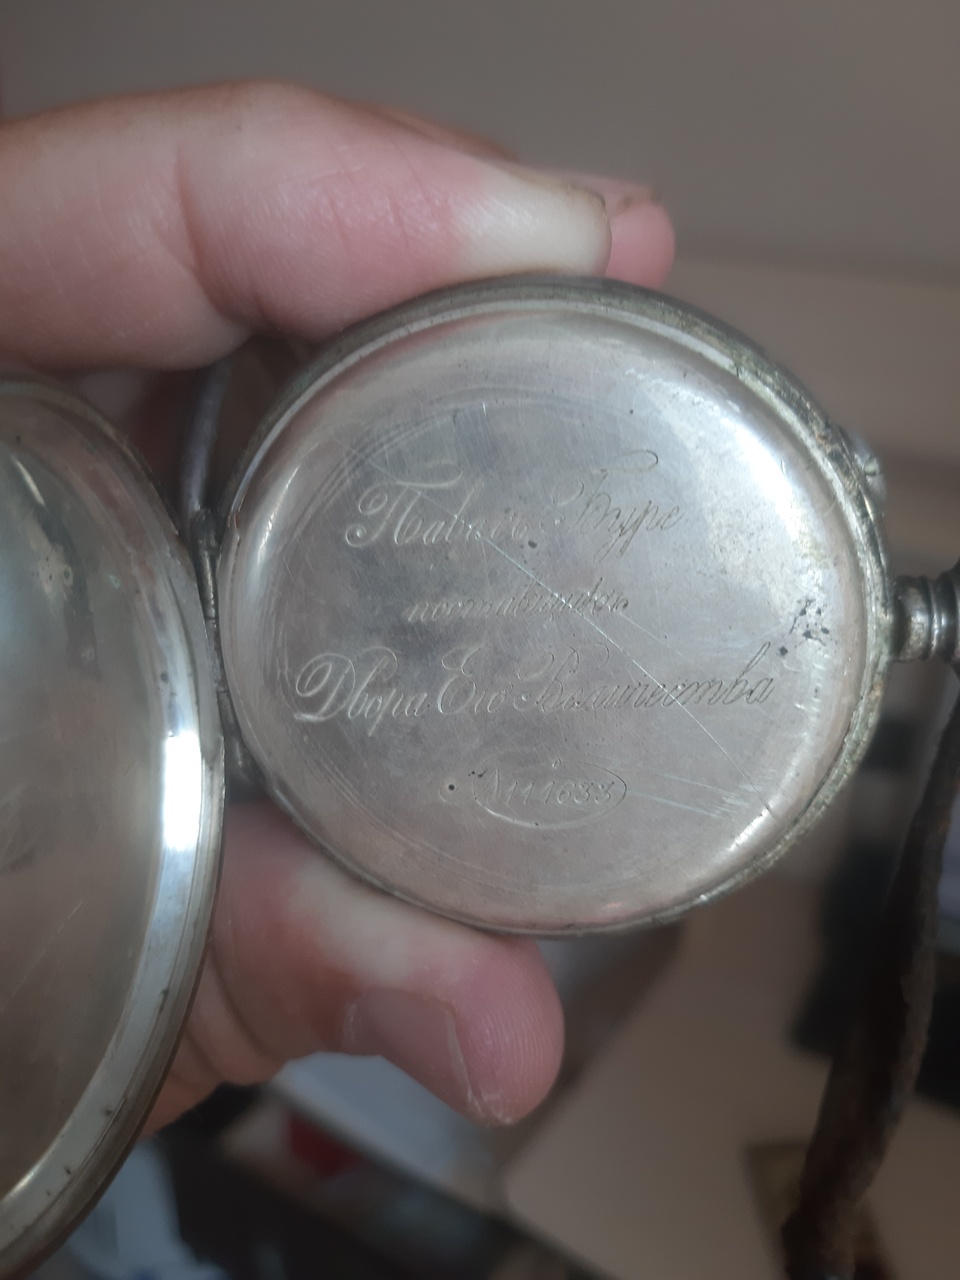 Павелъ Буре
поставщикъ
Двора Его Величества
№ 111633